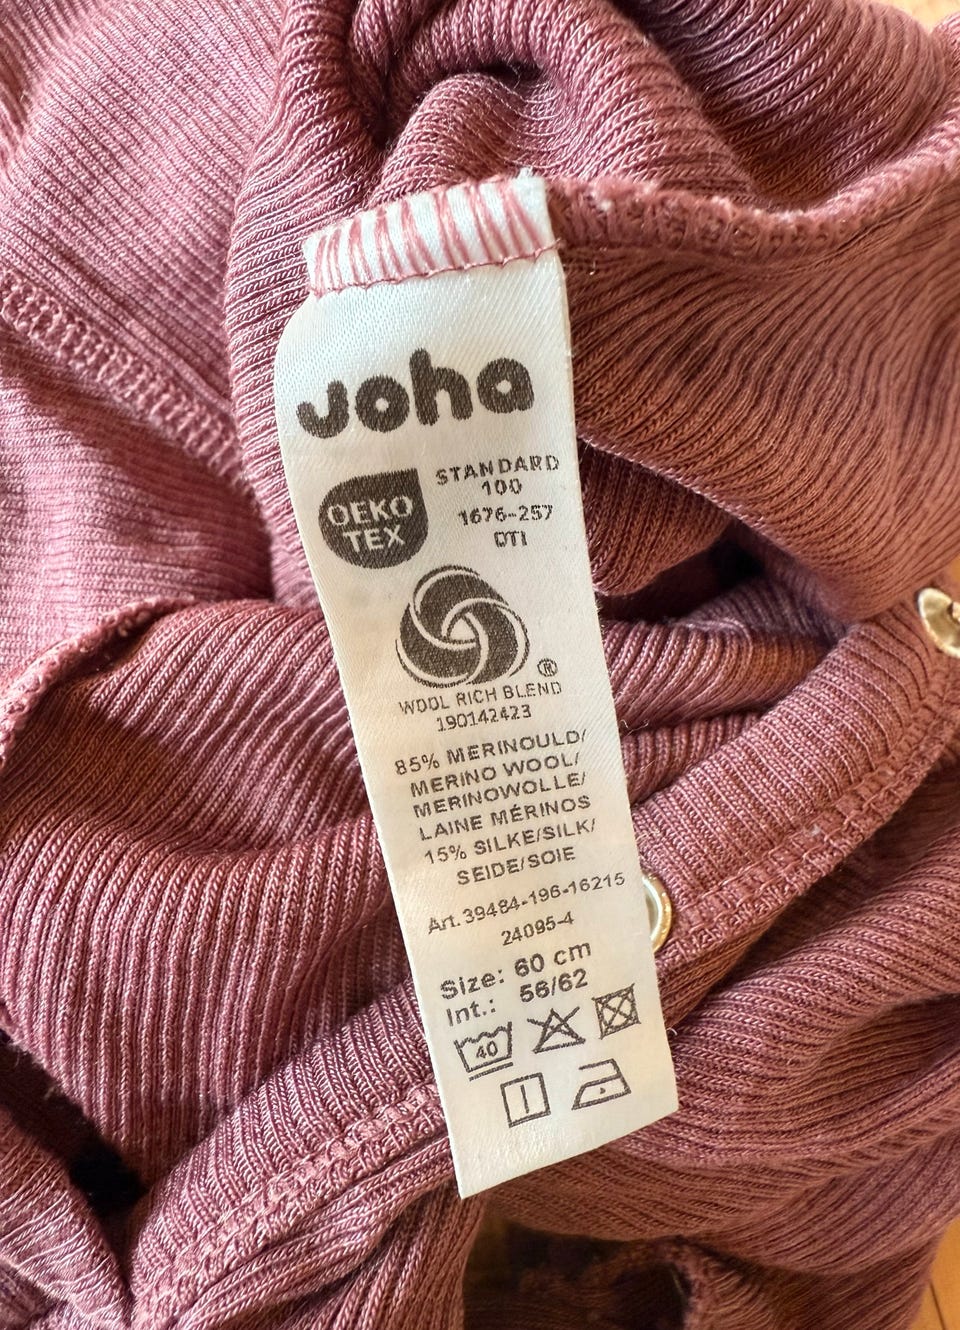 Joha
OEKO
TEX
STANDARD
100
1676-257
DTI
®
WOOL RICH BLEND
190142423
85% MERINOULD/
MERINO WOOL/
MERINOWOLLE/
LAINE MÉRINOS
15% SILKE/SILK/
SEIDE/SOIE
Art. 39484-196-16215
24095-4
Size: 60 cm
Int.: 56/62
40